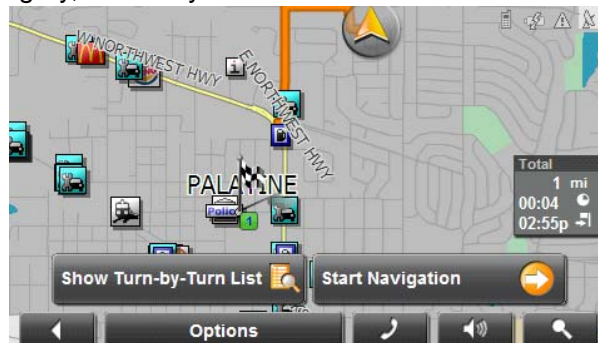 W NORTHWEST HWY
E NORTHWEST HWY
i
PALATINE
Police
1
Total
1 mi
00:04
02:55p
Show Turn-by-Turn List
Start Navigation
Options